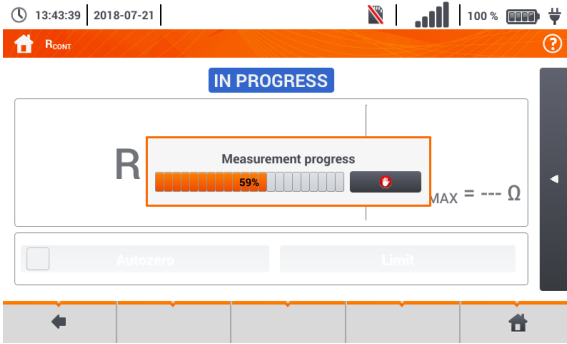 13:43:39 2018-07-21 100 %
RCONT
IN PROGRESS
Measurement progress
R
59%
MAX = --- Ω
Autozero Limit